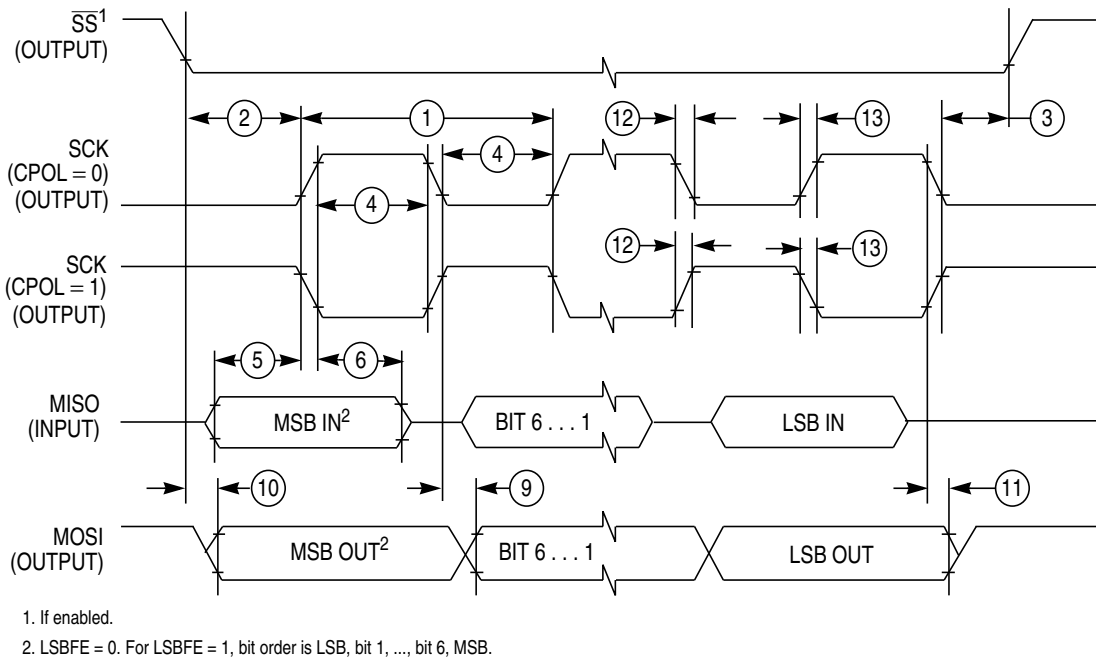 SS¹
(OUTPUT)
2
1
12
13
3
SCK
(CPOL = 0)
(OUTPUT)
4
4
SCK
(CPOL = 1)
(OUTPUT)
12
13
5
6
MISO
(INPUT)
MSB IN²
BIT 6 . . . 1
LSB IN
10
9
11
MOSI
(OUTPUT)
MSB OUT²
BIT 6 . . . 1
LSB OUT
1. If enabled.
2. LSBFE = 0. For LSBFE = 1, bit order is LSB, bit 1, ..., bit 6, MSB.